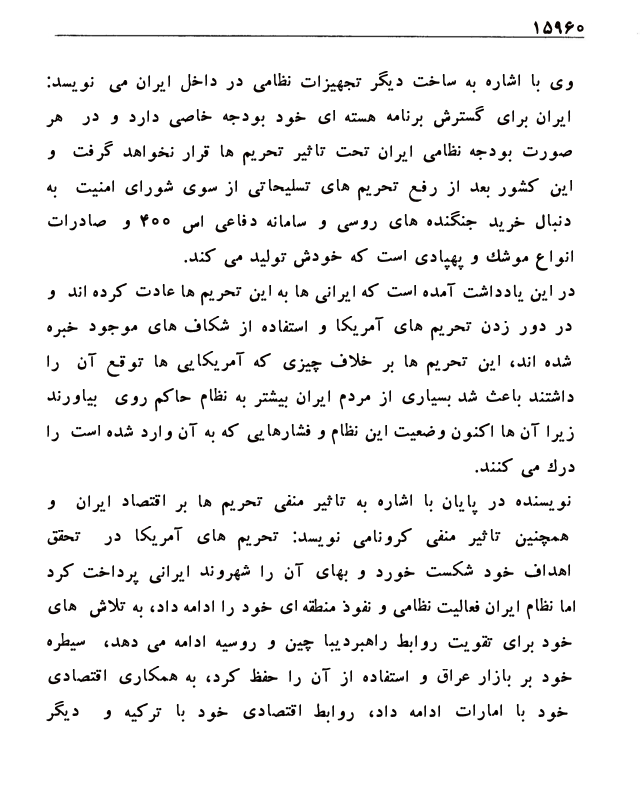 ۱۵۹۶۰
وی با اشاره به ساخت دیگر تجهیزات نظامی در داخل ایران می نویسد:
ایران برای گسترش برنامه هسته ای خود بودجه خاصی دارد و در هر
صورت بودجه نظامی ایران تحت تاثیر تحریم ها قرار نخواهد گرفت و
این کشور بعد از رفع تحریم های تسلیحاتی از سوی شورای امنیت به
دنبال خرید جنگنده های روسی و سامانه دفاعی اس ۴۰۰ و صادرات
انواع موشك و پهپادی است که خودش تولید می کند.
در این یادداشت آمده است که ایرانی ها به این تحریم ها عادت کرده اند و
در دور زدن تحریم های آمریکا و استفاده از شکاف های موجود خبره
شده اند، این تحریم ها بر خلاف چیزی که آمریکایی ها توقع آن را
داشتند باعث شد بسیاری از مردم ایران بیشتر به نظام حاکم روی بیاورند
زیرا آن ها اکنون وضعیت این نظام و فشارهایی که به آن وارد شده است را
درك می کنند.
نویسنده در پایان با اشاره به تاثیر منفی تحریم ها بر اقتصاد ایران و
همچنین تاثیر منفی کرونامی نویسد: تحریم های آمریکا در تحقق
اهداف خود شکست خورد و بهای آن را شهروند ایرانی پرداخت کرد
اما نظام ایران فعالیت نظامی و نفوذ منطقه ای خود را ادامه داد، به تلاش های
خود برای تقویت روابط راهبردیبا چین و روسیه ادامه می دهد، سیطره
خود بر بازار عراق و استفاده از آن را حفظ کرد، به همکاری اقتصادی
خود با امارات ادامه داد، روابط اقتصادی خود با ترکیه و دیگر